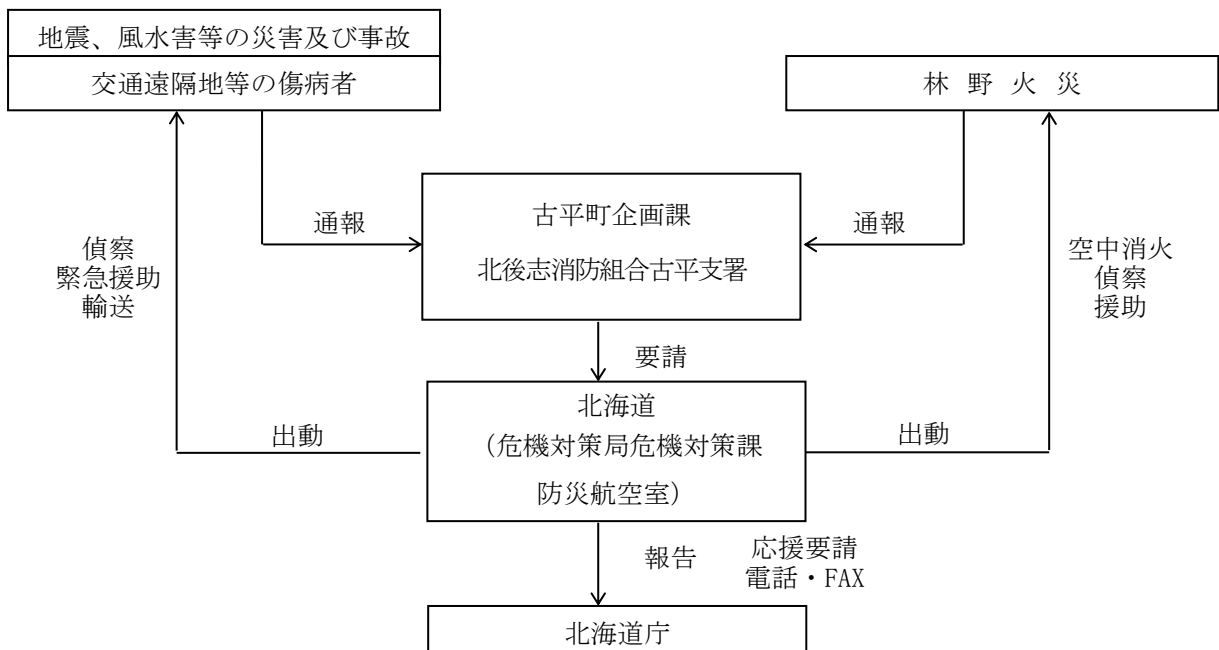 地震、風水害等の災害及び事故
交通遠隔地等の傷病者
林 野 火 災
通報
古平町企画課
北後志消防組合古平支署
通報
偵察
緊急援助
輸送
空中消火
偵察
援助
要請
出動
北海道
(危機対策局危機対策課
防災航空室)
出動
報告
応援要請
電話・FAX
北海道庁